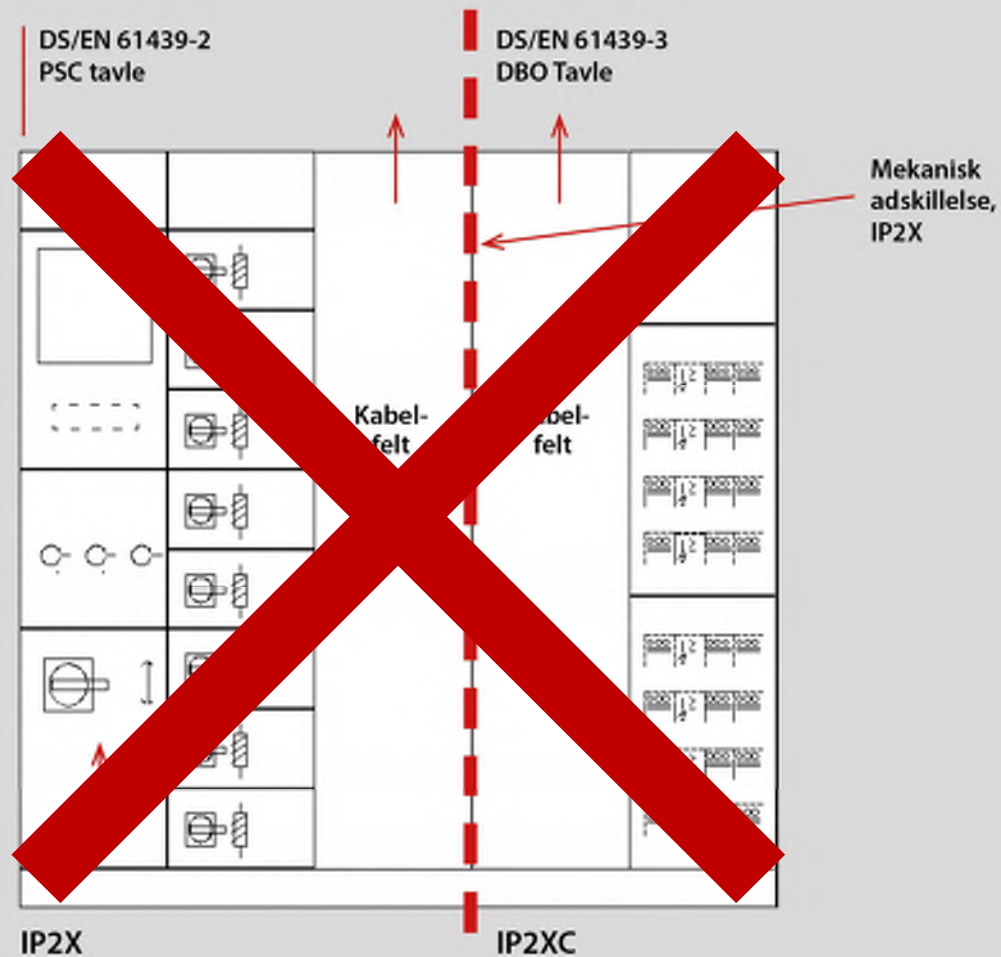 DS/EN 61439-2
PSC tavle
DS/EN 61439-3
DBO Tavle
Mekanisk
adskillelse,
IP2X
Kabel-
felt
bel-
felt
IP2X
IP2XC